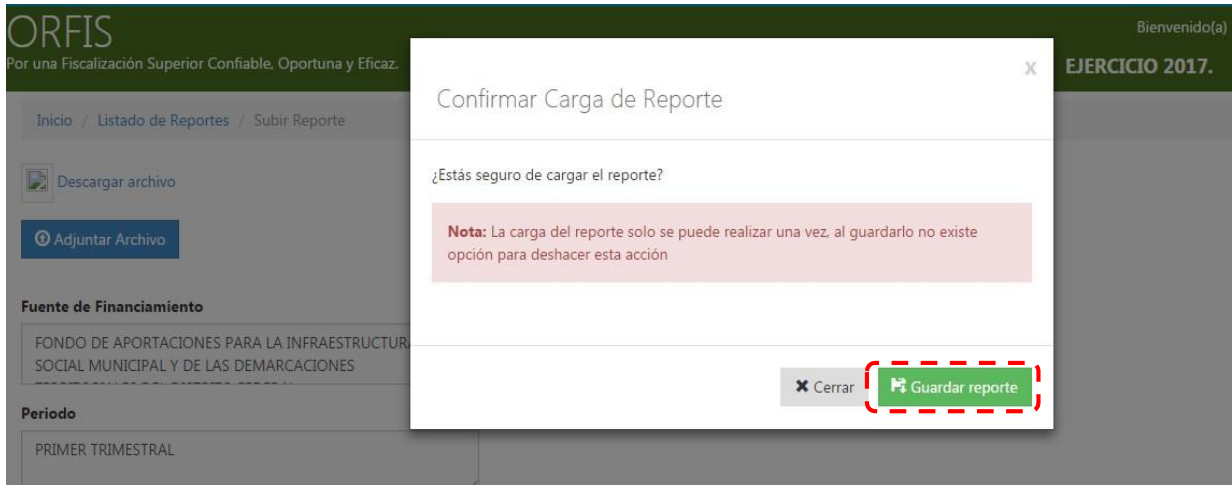 ORFIS
Por una Fiscalización Superior Confiable, Oportuna y Eficaz.
Bienvenido(a)
EJERCICIO 2017.
Inicio / Listado de Reportes / Subir Reporte
Descargar archivo
Adjuntar Archivo
Fuente de Financiamiento
FONDO DE APORTACIONES PARA LA INFRAESTRUCTURA
SOCIAL MUNICIPAL Y DE LAS DEMARCACIONES
Periodo
PRIMER TRIMESTRAL
x
Confirmar Carga de Reporte
¿Estás seguro de cargar el reporte?
Nota: La carga del reporte solo se puede realizar una vez, al guardarlo no existe
opción para deshacer esta acción
Cerrar
Guardar reporte